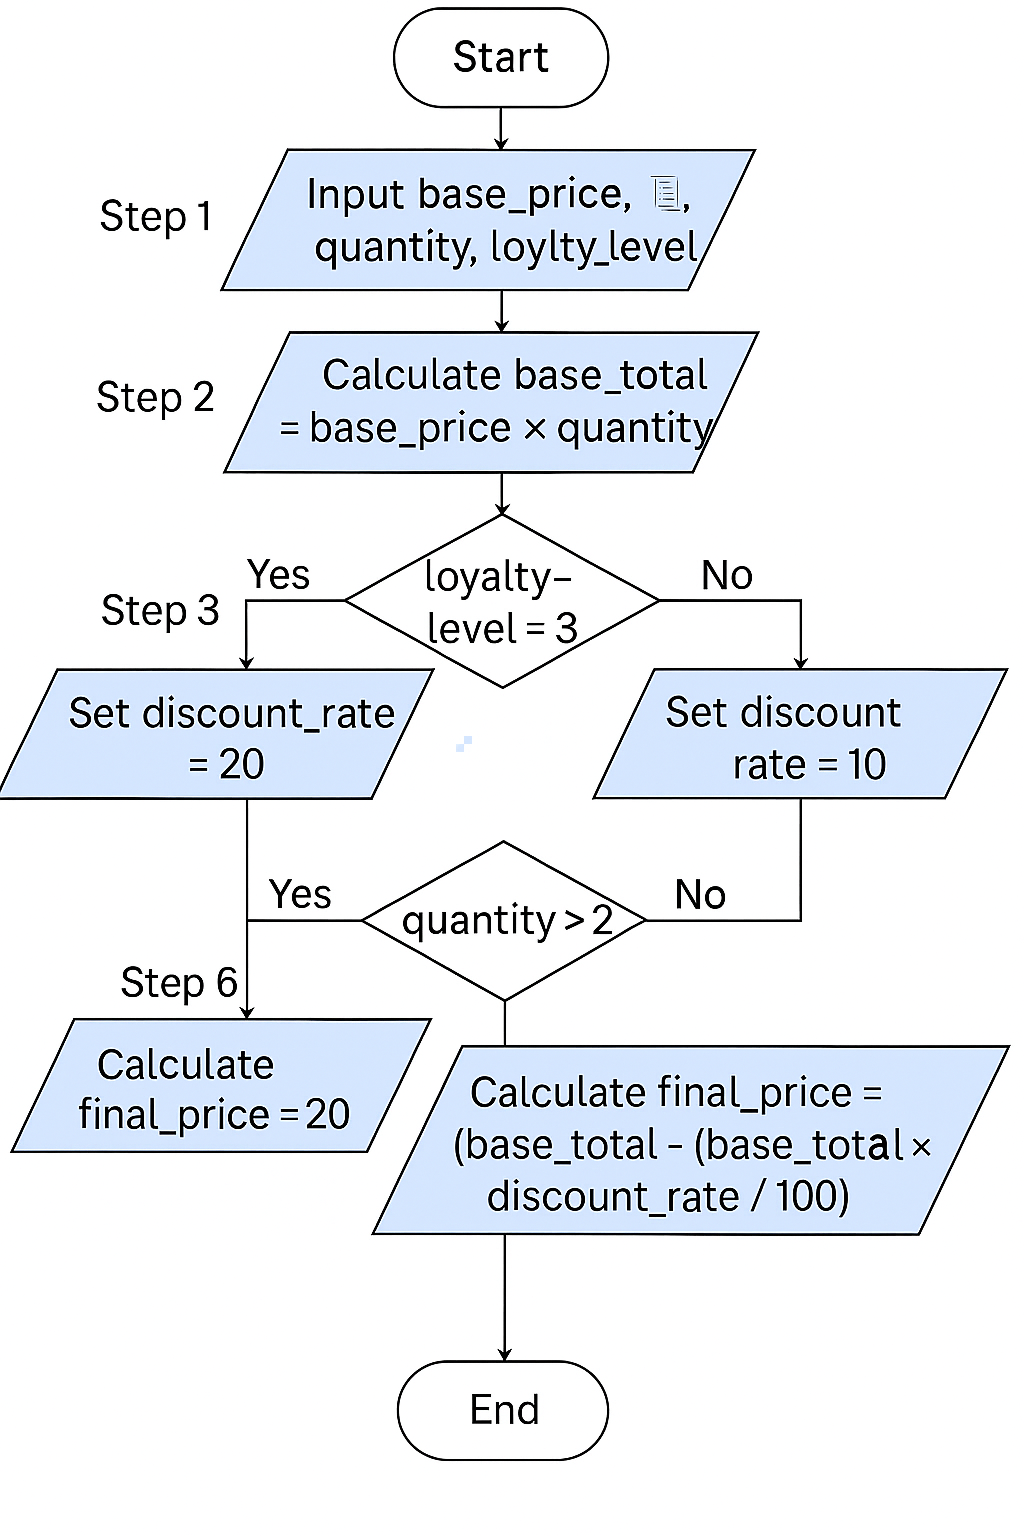 Start
Step 1
Input base_price, ,
quantity, loylty_level
Step 2
Calculate base_total
= base_price × quantity
Yes
loyalty–
level = 3
No
Step 3
Set discount_rate
= 20
Set discount
rate = 10
Yes
quantity > 2
No
Step 6
Calculate
final_price = 20
Calculate final_price =
(base_total - (base_total ×
discount_rate / 100)
End